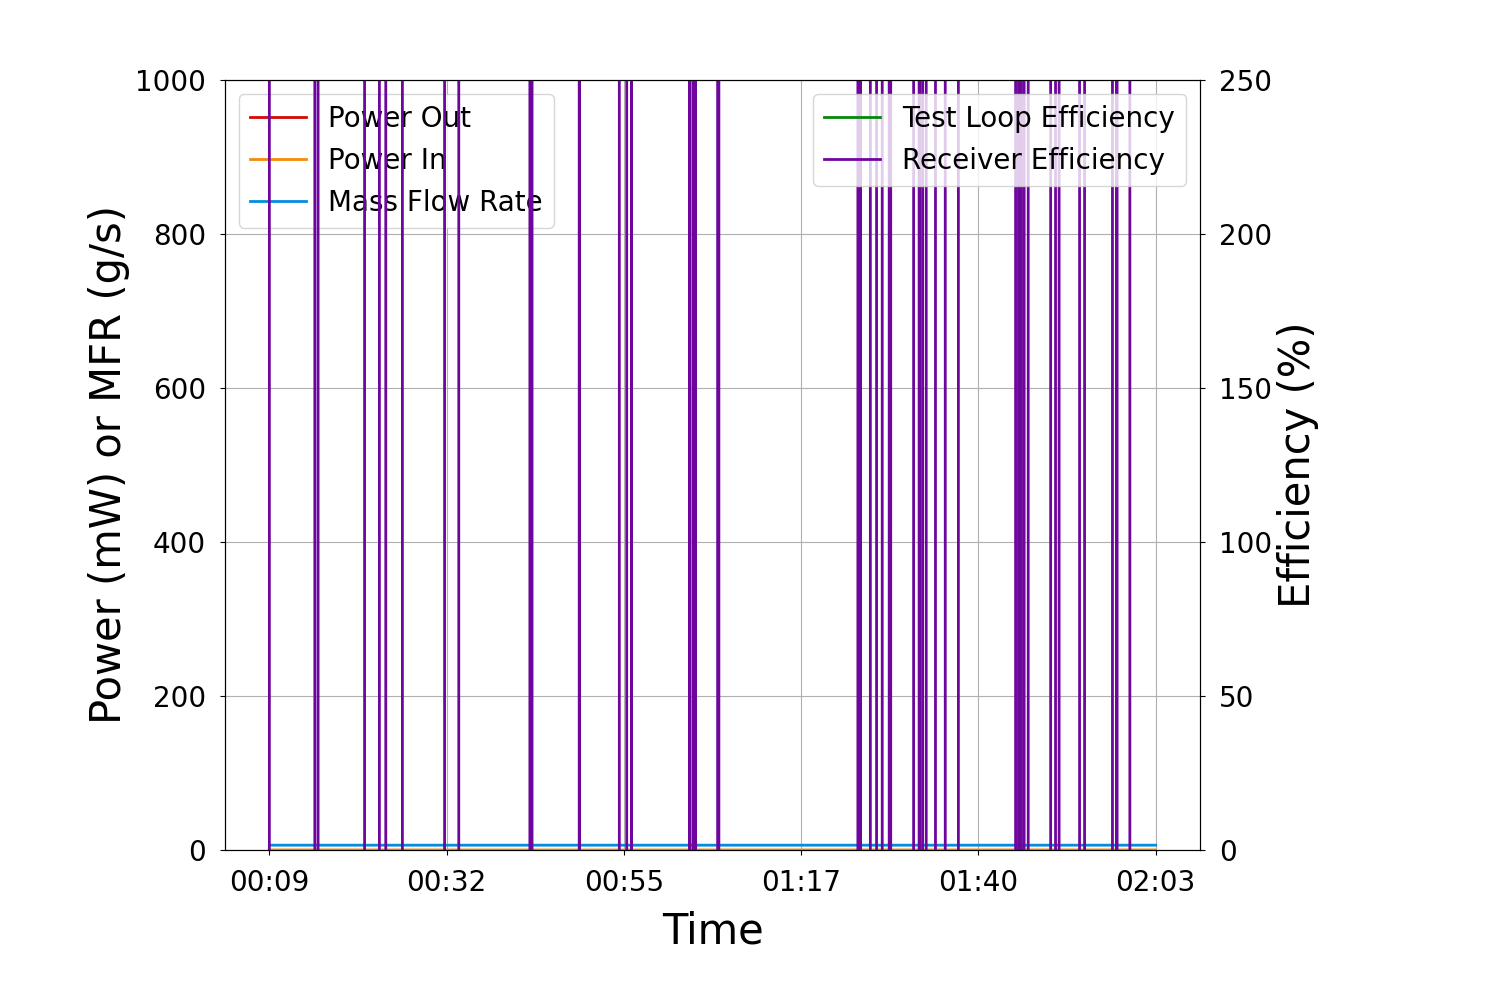 Power (mW) or MFR (g/s)
1000
800
600
400
200
0
Power Out
Power In
Mass Flow Rate
Test Loop Efficiency
Receiver Efficiency
250
200
150
100
50
0
Efficiency (%)
00:09 00:32 00:55 01:17 01:40 02:03
Time